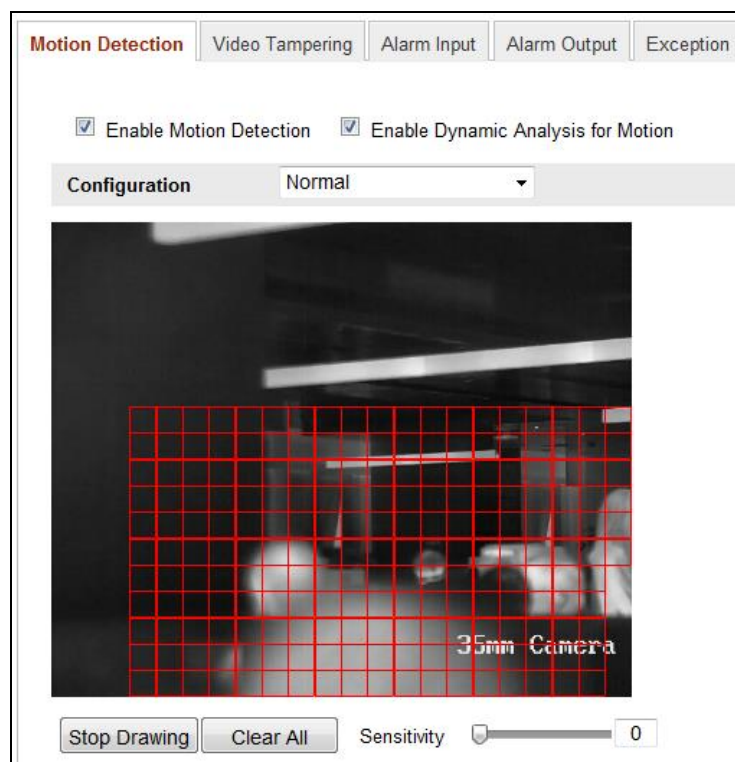 Motion Detection Video Tampering Alarm Input Alarm Output Exception
Enable Motion Detection Enable Dynamic Analysis for Motion
Configuration Normal
35mm Camera
Stop Drawing Clear All Sensitivity 0